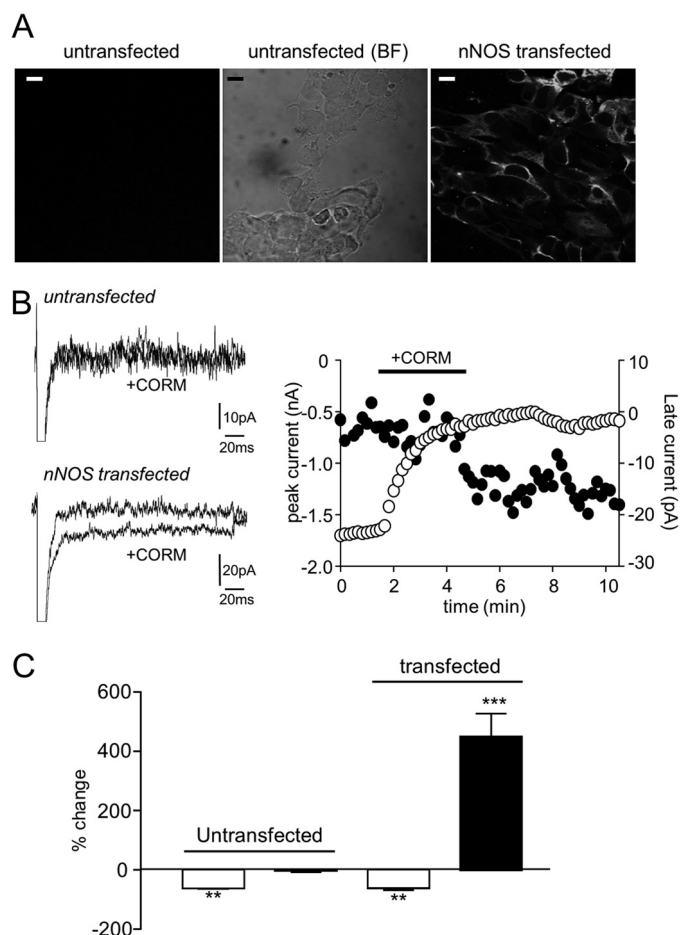 A
untransfected
untransfected (BF)
nNOS transfected
B
untransfected
+CORM
10pA
20ms
nNOS transfected
+CORM
20pA
20ms
+CORM
0
-0.5
-1.0
-1.5
-2.0
peak current (nA)
10
0
-10
-20
-30
Late current (pA)
0
2
4
6
8
10
time (min)
C
transfected
600
400
200
0
-200
% change
Untransfected
***
**
**